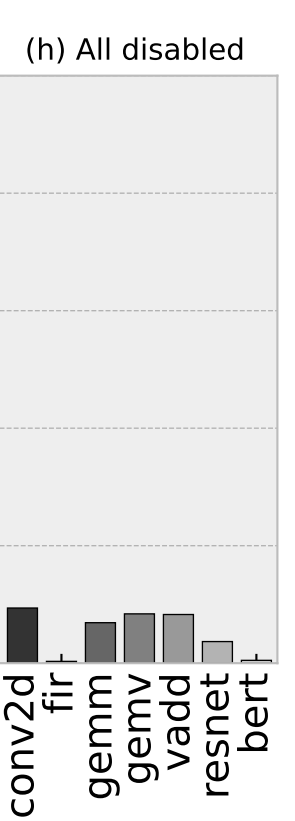 (h) All disabled
conv2d
fir
gemm
gemv
vadd
resnet
bert